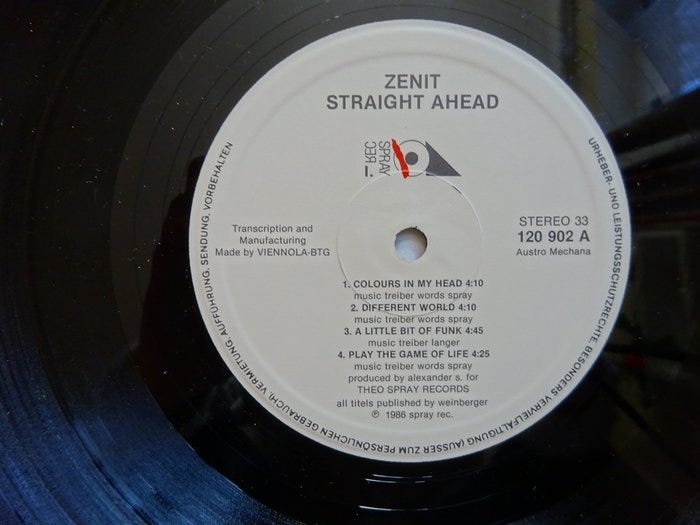 ZENIT
STRAIGHT AHEAD
SPRAY
REC
Transcription and
Manufacturing
Made by VIENNOLA-BTG
STEREO 33
120 902 A
Austro Mechana
1. COLOURS IN MY HEAD 4:10
music treiber words spray
2. DIFFERENT WORLD 4:10
music treiber words spray
3. A LITTLE BIT OF FUNK 4:45
music treiber langer
4. PLAY THE GAME OF LIFE 4:25
music treiber words spray
produced by alexander s. for
THEO SPRAY RECORDS
all titels published by weinberger
℗ 1986 spray rec.
URHEBER- UND LEISTUNGSSCHUTZRECHTE, BESONDERS VERVIELFÄLTIGUNG (AUSSER ZUM PERSÖNLICHEN GEBRAUCH), VERMIETUNG, AUFFÜHRUNG, SENDUNG, VORBEHALTEN